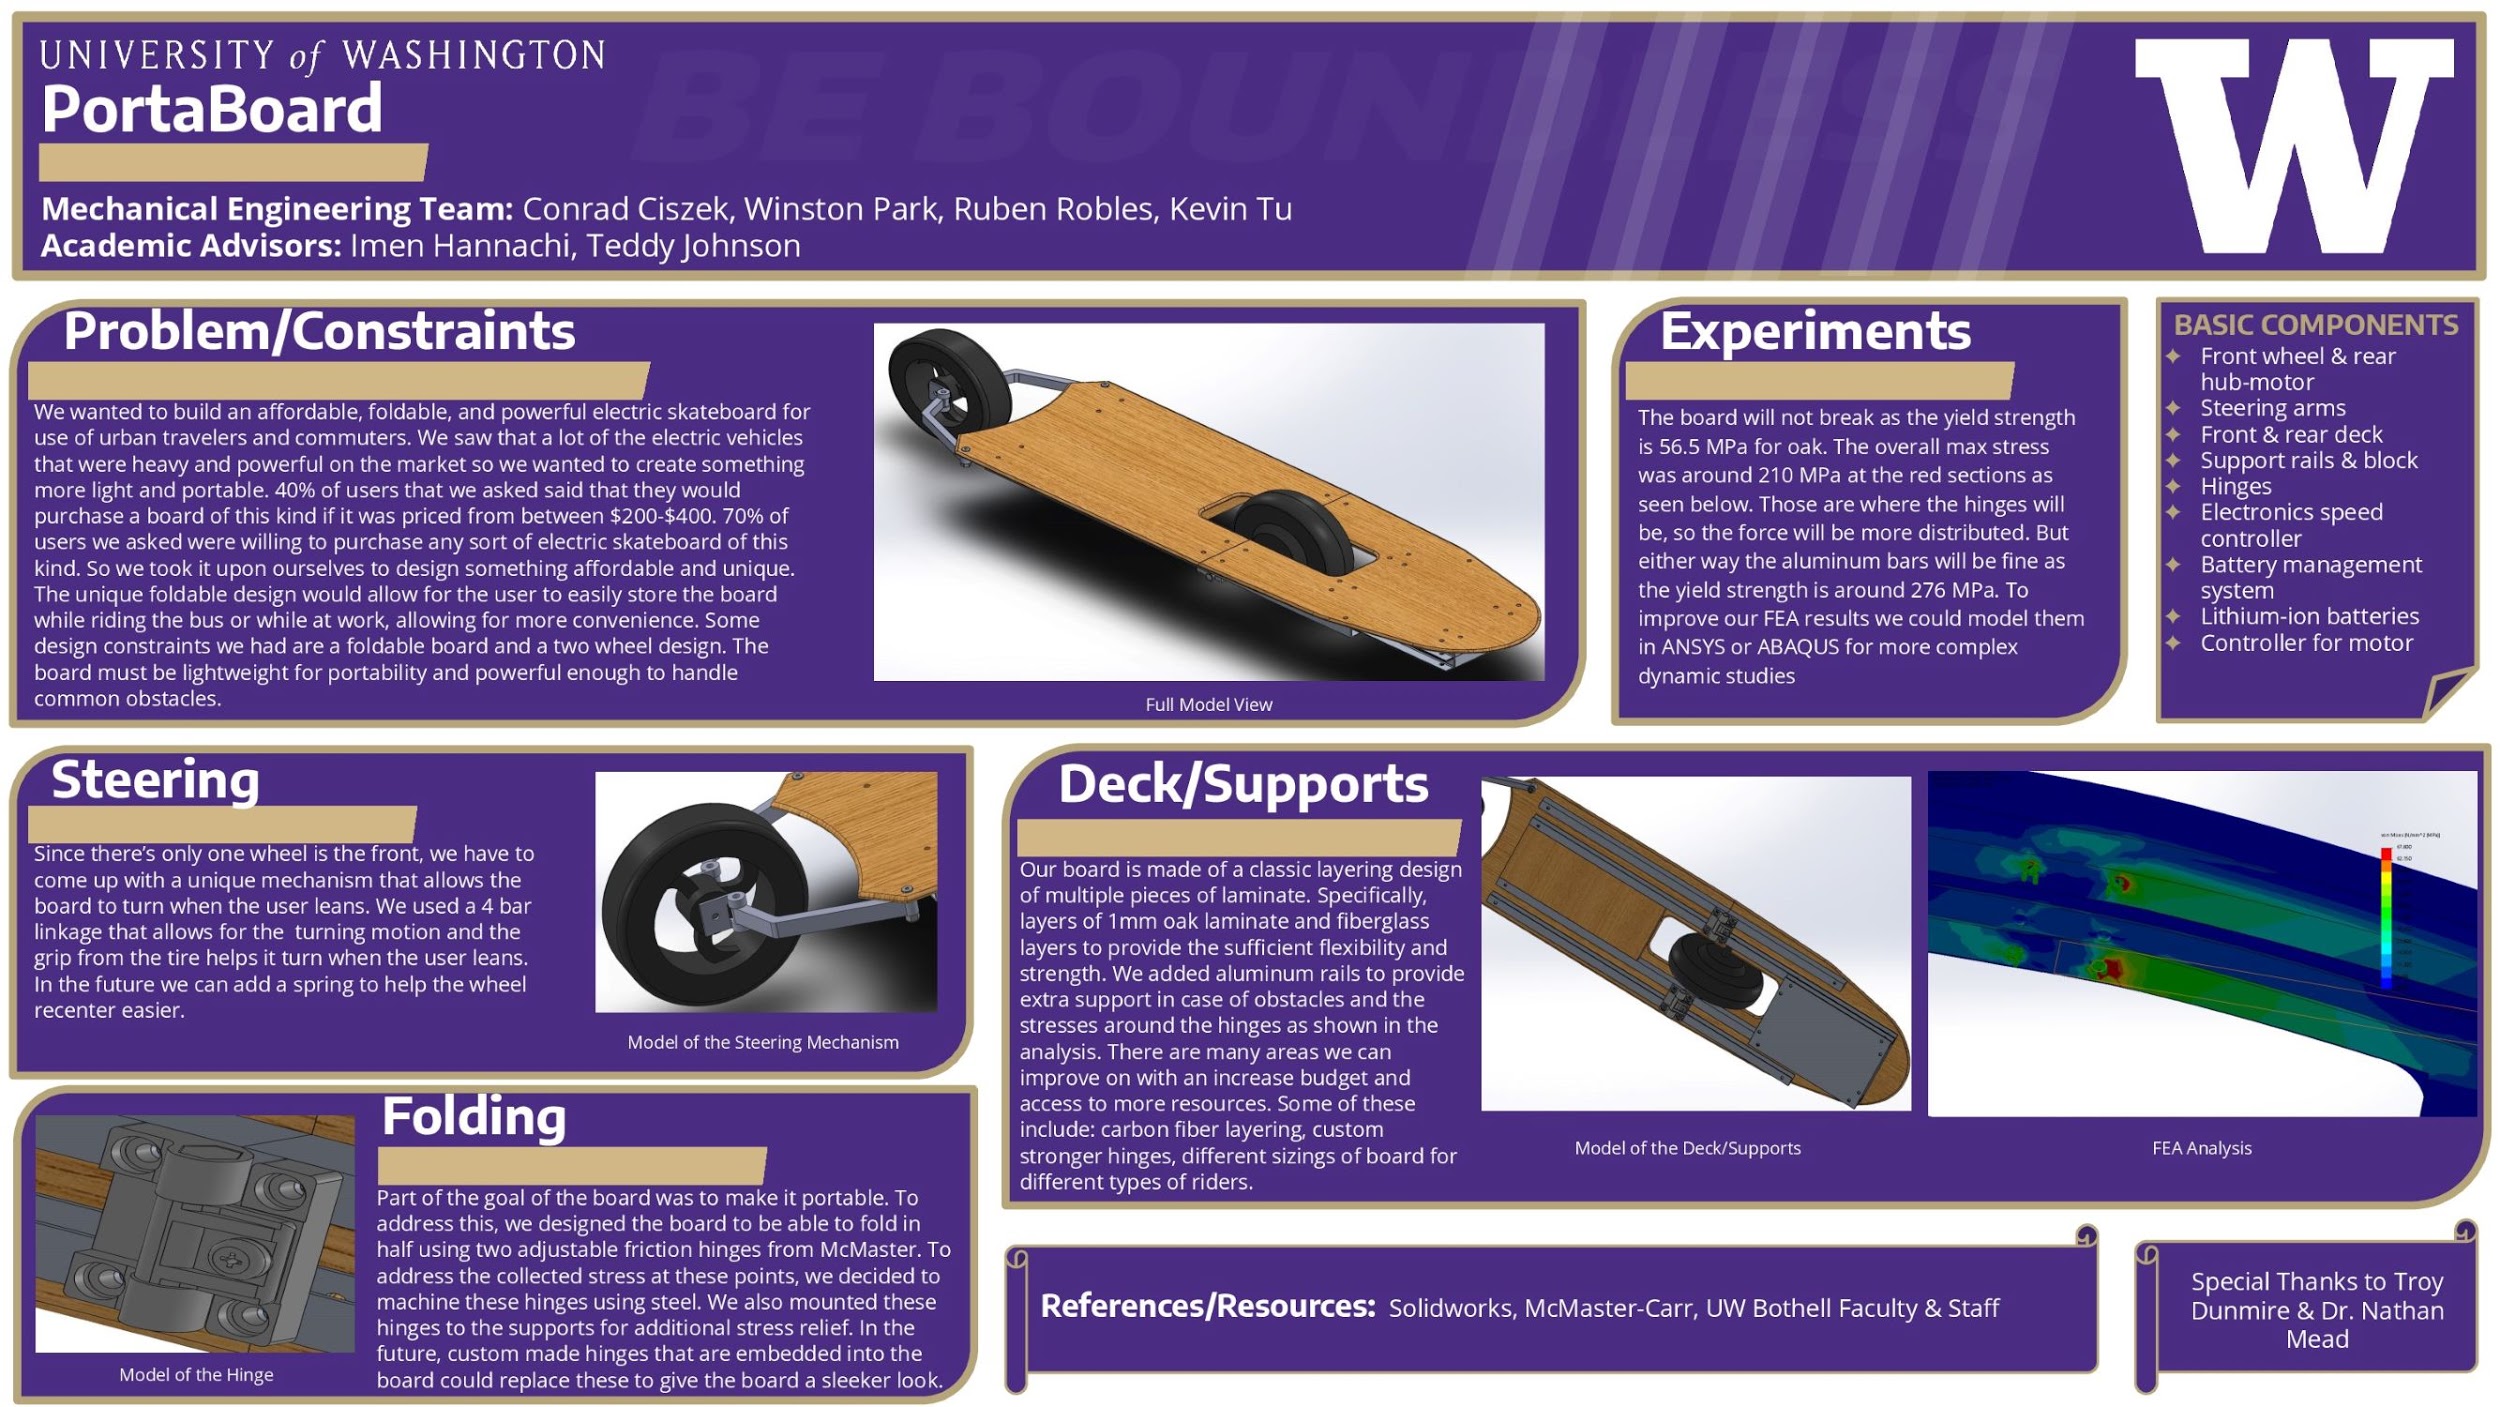 UNIVERSITY of WASHINGTON
BE BOUNDLESS
PortaBoard
Mechanical Engineering Team: Conrad Ciszek, Winston Park, Ruben Robles, Kevin Tu
Academic Advisors: Imen Hannachi, Teddy Johnson
W
Problem/Constraints
We wanted to build an affordable, foldable, and powerful electric skateboard for
use of urban travelers and commuters. We saw that a lot of the electric vehicles
that were heavy and powerful on the market so we wanted to create something
more light and portable. 40% of users that we asked said that they would
purchase a board of this kind if it was priced from between $200-$400. 70% of
users we asked were willing to purchase any sort of electric skateboard of this
kind. So we took it upon ourselves to design something affordable and unique.
The unique foldable design would allow for the user to easily store the board
while riding the bus or while at work, allowing for more convenience. Some
design constraints we had are a foldable board and a two wheel design. The
board must be lightweight for portability and powerful enough to handle
common obstacles.
Full Model View
Experiments
The board will not break as the yield strength
is 56.5 MPa for oak. The overall max stress
was around 210 MPa at the red sections as
seen below. Those are where the hinges will
be, so the force will be more distributed. But
either way the aluminum bars will be fine as
the yield strength is around 276 MPa. To
improve our FEA results we could model them
in ANSYS or ABAQUS for more complex
dynamic studies
BASIC COMPONENTS
Front wheel & rear
hub-motor
Steering arms
Front & rear deck
Support rails & block
Hinges
Electronics speed
controller
Battery management
system
Lithium-ion batteries
Controller for motor
Steering
Since there's only one wheel is the front, we have to
come up with a unique mechanism that allows the
board to turn when the user leans. We used a 4 bar
linkage that allows for the turning motion and the
grip from the tire helps it turn when the user leans.
In the future we can add a spring to help the wheel
recenter easier.
Model of the Steering Mechanism
Deck/Supports
Our board is made of a classic layering design
of multiple pieces of laminate. Specifically,
layers of 1mm oak laminate and fiberglass
layers to provide the sufficient flexibility and
strength. We added aluminum rails to provide
extra support in case of obstacles and the
stresses around the hinges as shown in the
analysis. There are many areas we can
improve on with an increase budget and
access to more resources. Some of these
include: carbon fiber layering, custom
stronger hinges, different sizings of board for
different types of riders.
Model of the Deck/Supports
FEA Analysis
Folding
Part of the goal of the board was to make it portable. To
address this, we designed the board to be able to fold in
half using two adjustable friction hinges from McMaster. To
address the collected stress at these points, we decided to
machine these hinges using steel. We also mounted these
hinges to the supports for additional stress relief. In the
future, custom made hinges that are embedded into the
board could replace these to give the board a sleeker look.
Model of the Hinge
References/Resources: Solidworks, McMaster-Carr, UW Bothell Faculty & Staff
Special Thanks to Troy
Dunmire & Dr. Nathan
Mead